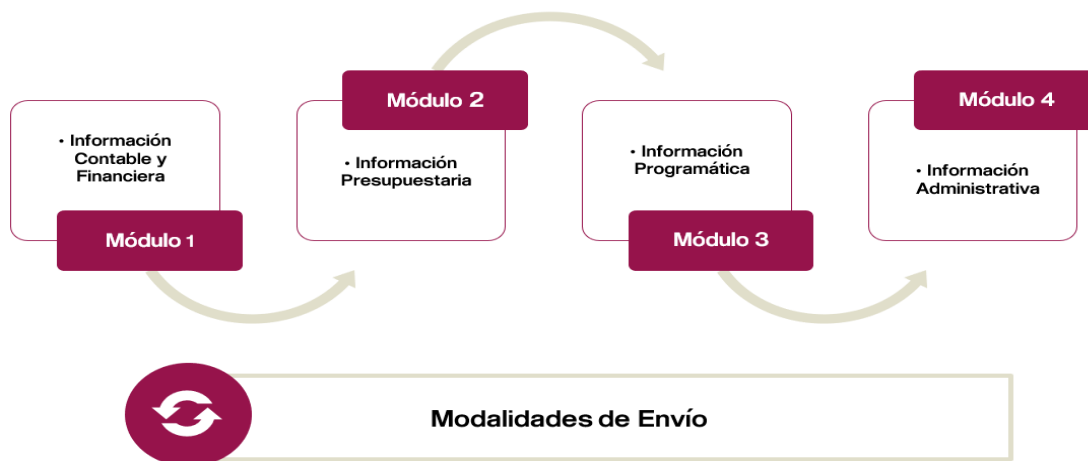 • Información
Contable y
Financiera
Módulo 1
Módulo 2
• Información
Presupuestaria
• Información
Programática
Módulo 3
Módulo 4
• Información
Administrativa
Modalidades de Envío